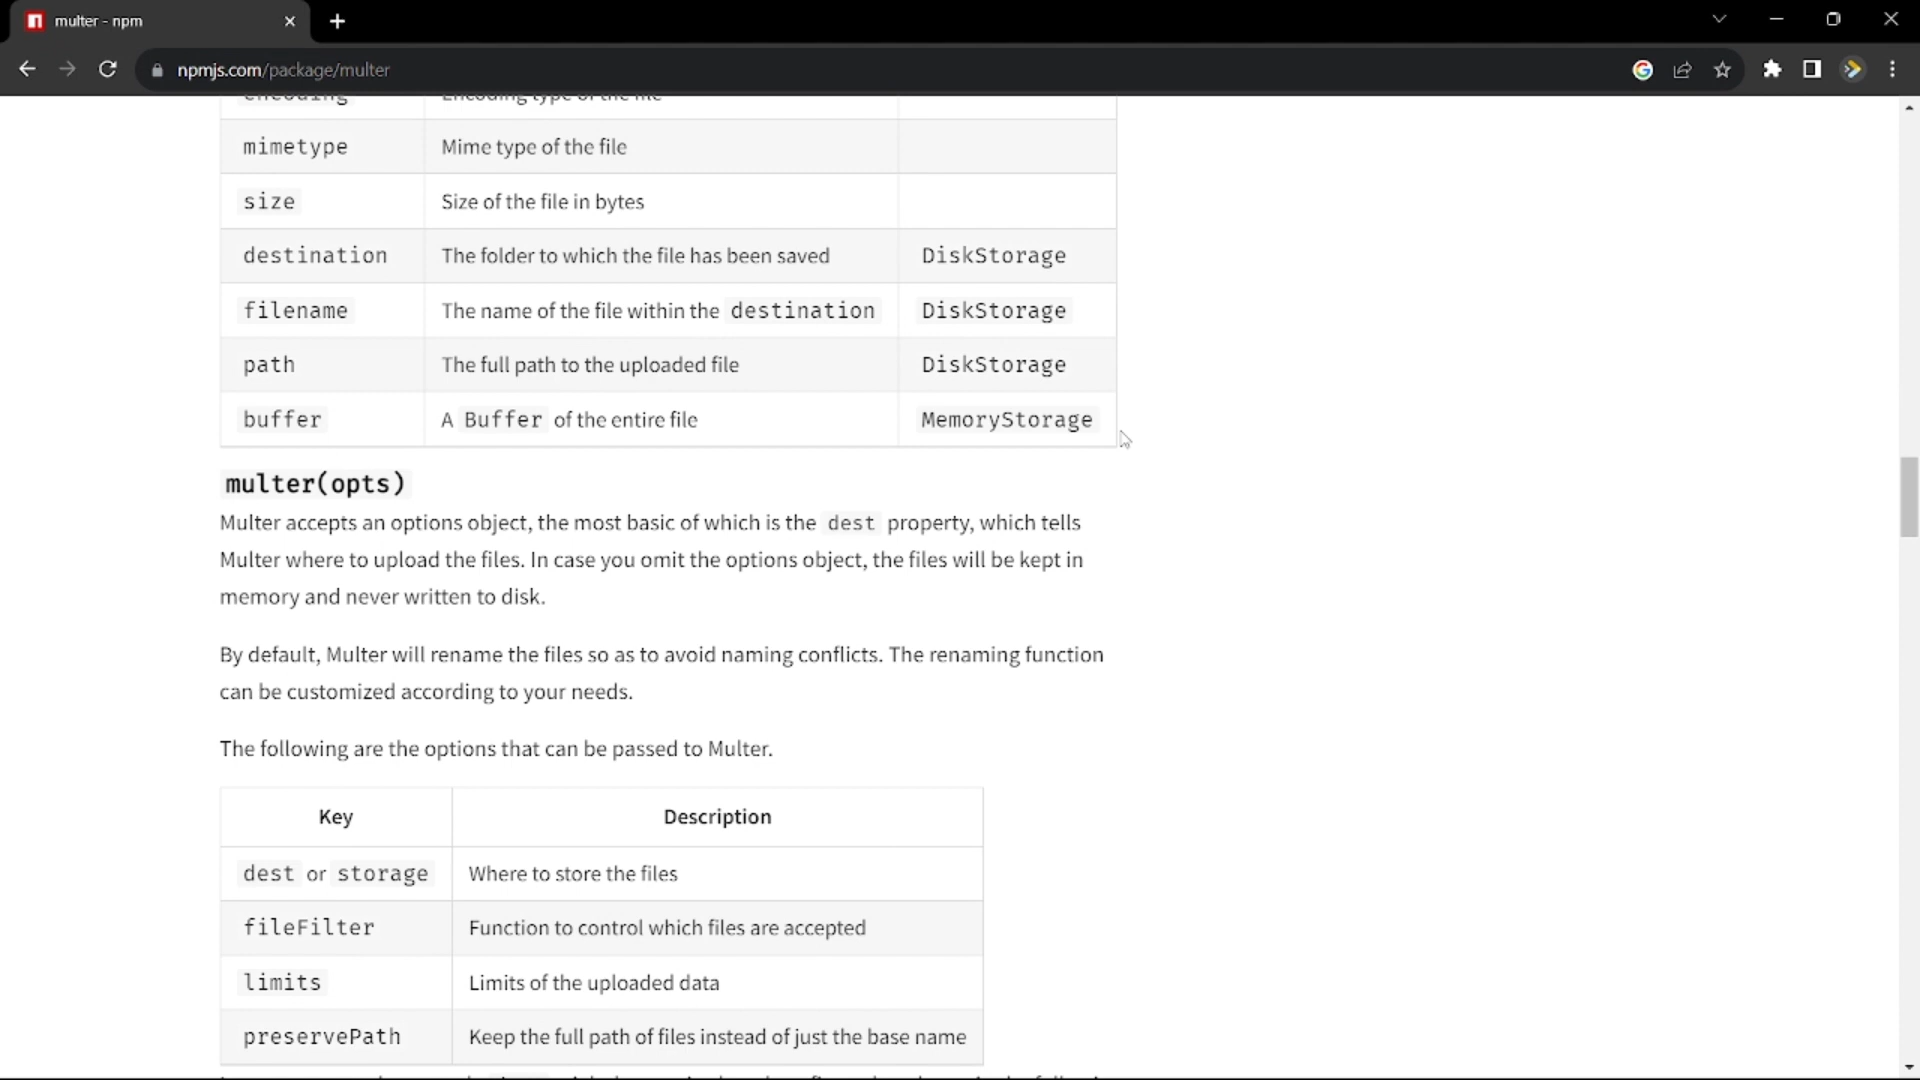 multer - npm
npmjs.com/package/multer
encoding Encoding type of the file
mimetype Mime type of the file
size Size of the file in bytes
destination The folder to which the file has been saved DiskStorage
filename The name of the file within the destination DiskStorage
path The full path to the uploaded file DiskStorage
buffer A Buffer of the entire file MemoryStorage
multer(opts)
Multer accepts an options object, the most basic of which is the dest property, which tells
Multer where to upload the files. In case you omit the options object, the files will be kept in
memory and never written to disk.
By default, Multer will rename the files so as to avoid naming conflicts. The renaming function
can be customized according to your needs.
The following are the options that can be passed to Multer.
Key Description
dest or storage Where to store the files
fileFilter Function to control which files are accepted
limits Limits of the uploaded data
preservePath Keep the full path of files instead of just the base name